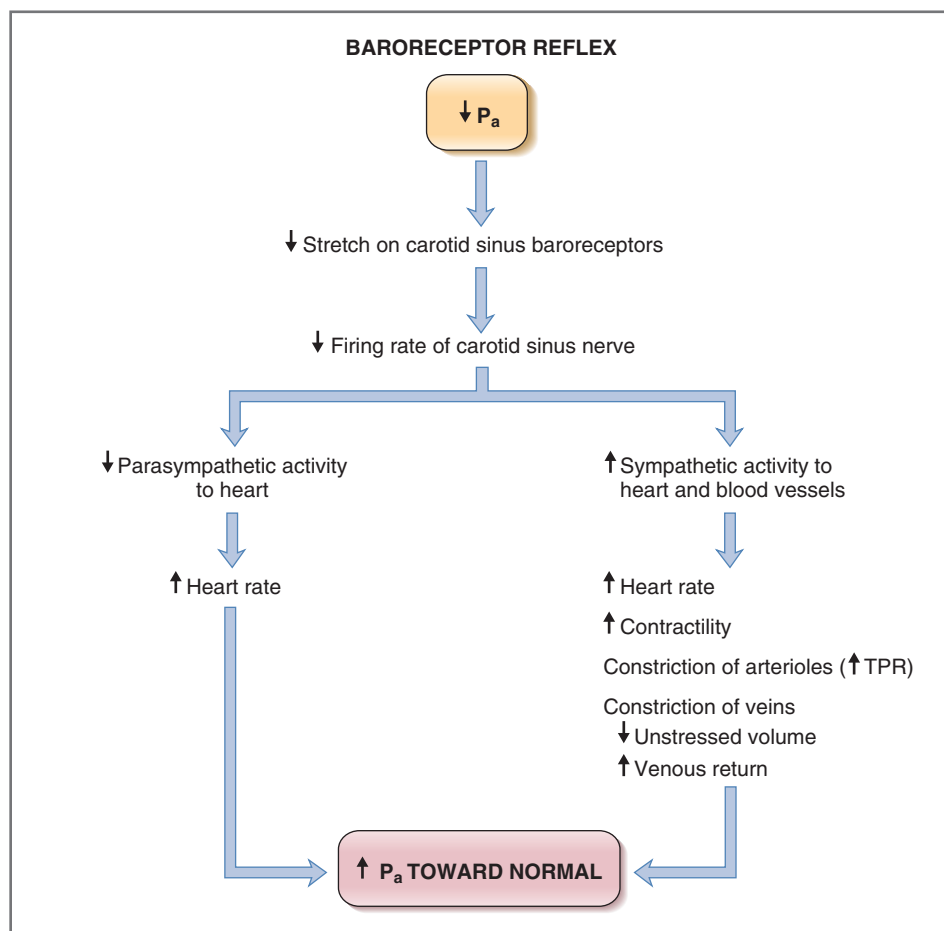 BARORECEPTOR REFLEX
↓ Pa
↓ Stretch on carotid sinus baroreceptors
↓ Firing rate of carotid sinus nerve
↓ Parasympathetic activity
to heart
↑ Heart rate
↑ Sympathetic activity to
heart and blood vessels
↑ Heart rate
↑ Contractility
Constriction of arterioles (↑ TPR)
Constriction of veins
↓ Unstressed volume
↑ Venous return
↑ Pa TOWARD NORMAL